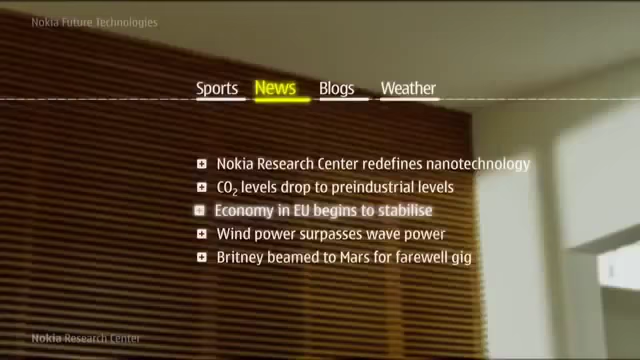 Nokia Future Technologies
Sports News Blogs Weather
Nokia Research Center redefines nanotechnology
CO₂ levels drop to preindustrial levels
Economy in EU begins to stabilise
Wind power surpasses wave power
Britney beamed to Mars for farewell gig
Nokia Research Center